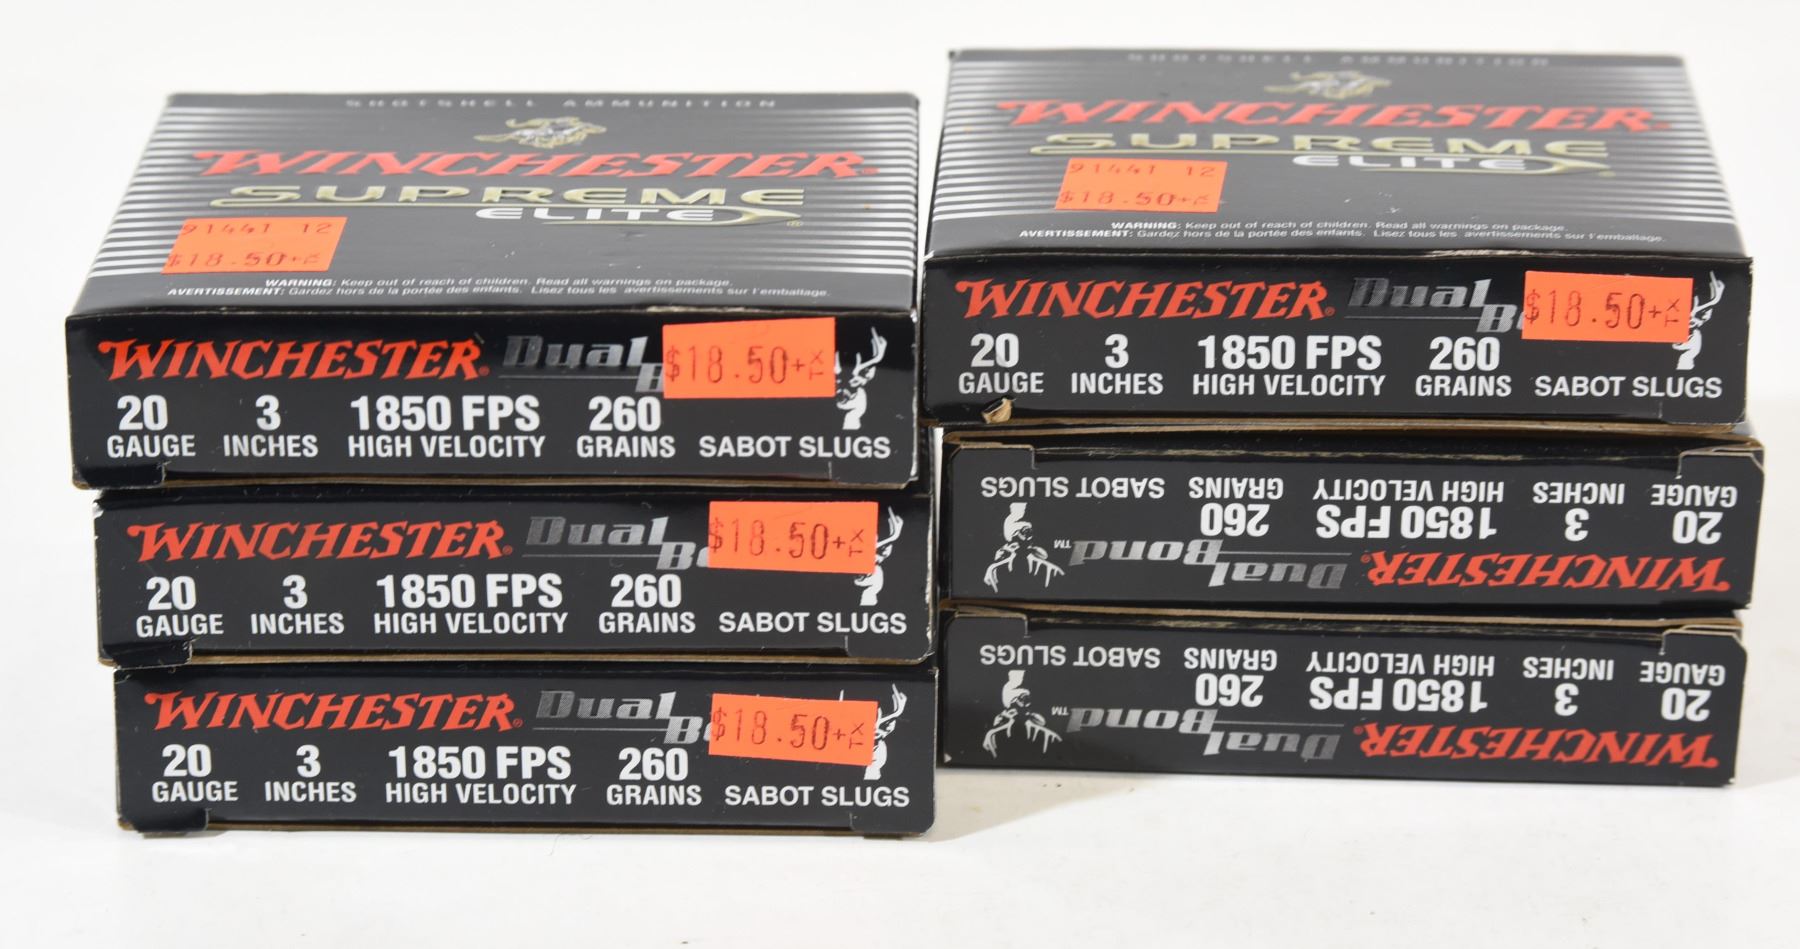 SHOTSHELL AMMUNITION
WINCHESTER®
SUPREME
ELITE®
91441 12
$18.50+TX
WARNING: Keep out of reach of children. Read all warnings on package.
AVERTISSEMENT: Gardez hors de la portée des enfants. Lisez tous les avertissements sur l'emballage.
WINCHESTER® Dual
$18.50+TX
20 3 1850 FPS 260
GAUGE INCHES HIGH VELOCITY GRAINS SABOT SLUGS
WINCHESTER® Dual
$18.50+TX
20 3 1850 FPS 260
GAUGE INCHES HIGH VELOCITY GRAINS SABOT SLUGS
WINCHESTER® Dual
$18.50+TX
20 3 1850 FPS 260
GAUGE INCHES HIGH VELOCITY GRAINS SABOT SLUGS
SHOTSHELL AMMUNITION
WINCHESTER®
SUPREME
ELITE®
91441 12
$18.50+TX
WARNING: Keep out of reach of children. Read all warnings on package.
AVERTISSEMENT: Gardez hors de la portée des enfants. Lisez tous les avertissements sur l'emballage.
WINCHESTER® Dual
$18.50+TX
20 3 1850 FPS 260
GAUGE INCHES HIGH VELOCITY GRAINS SABOT SLUGS
WINCHESTER® Dual
Bond™
20 3 1850 FPS 260
GAUGE INCHES HIGH VELOCITY GRAINS SABOT SLUGS
WINCHESTER® Dual
Bond™
20 3 1850 FPS 260
GAUGE INCHES HIGH VELOCITY GRAINS SABOT SLUGS